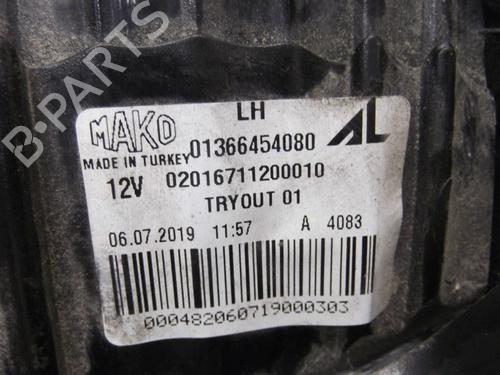 B-PARTS
LH
MAKO 01366454080 AL
MADE IN TURKEY
12V 02016711200010
TRYOUT 01
06.07.2019 11:57 A 4083
000482060719000303